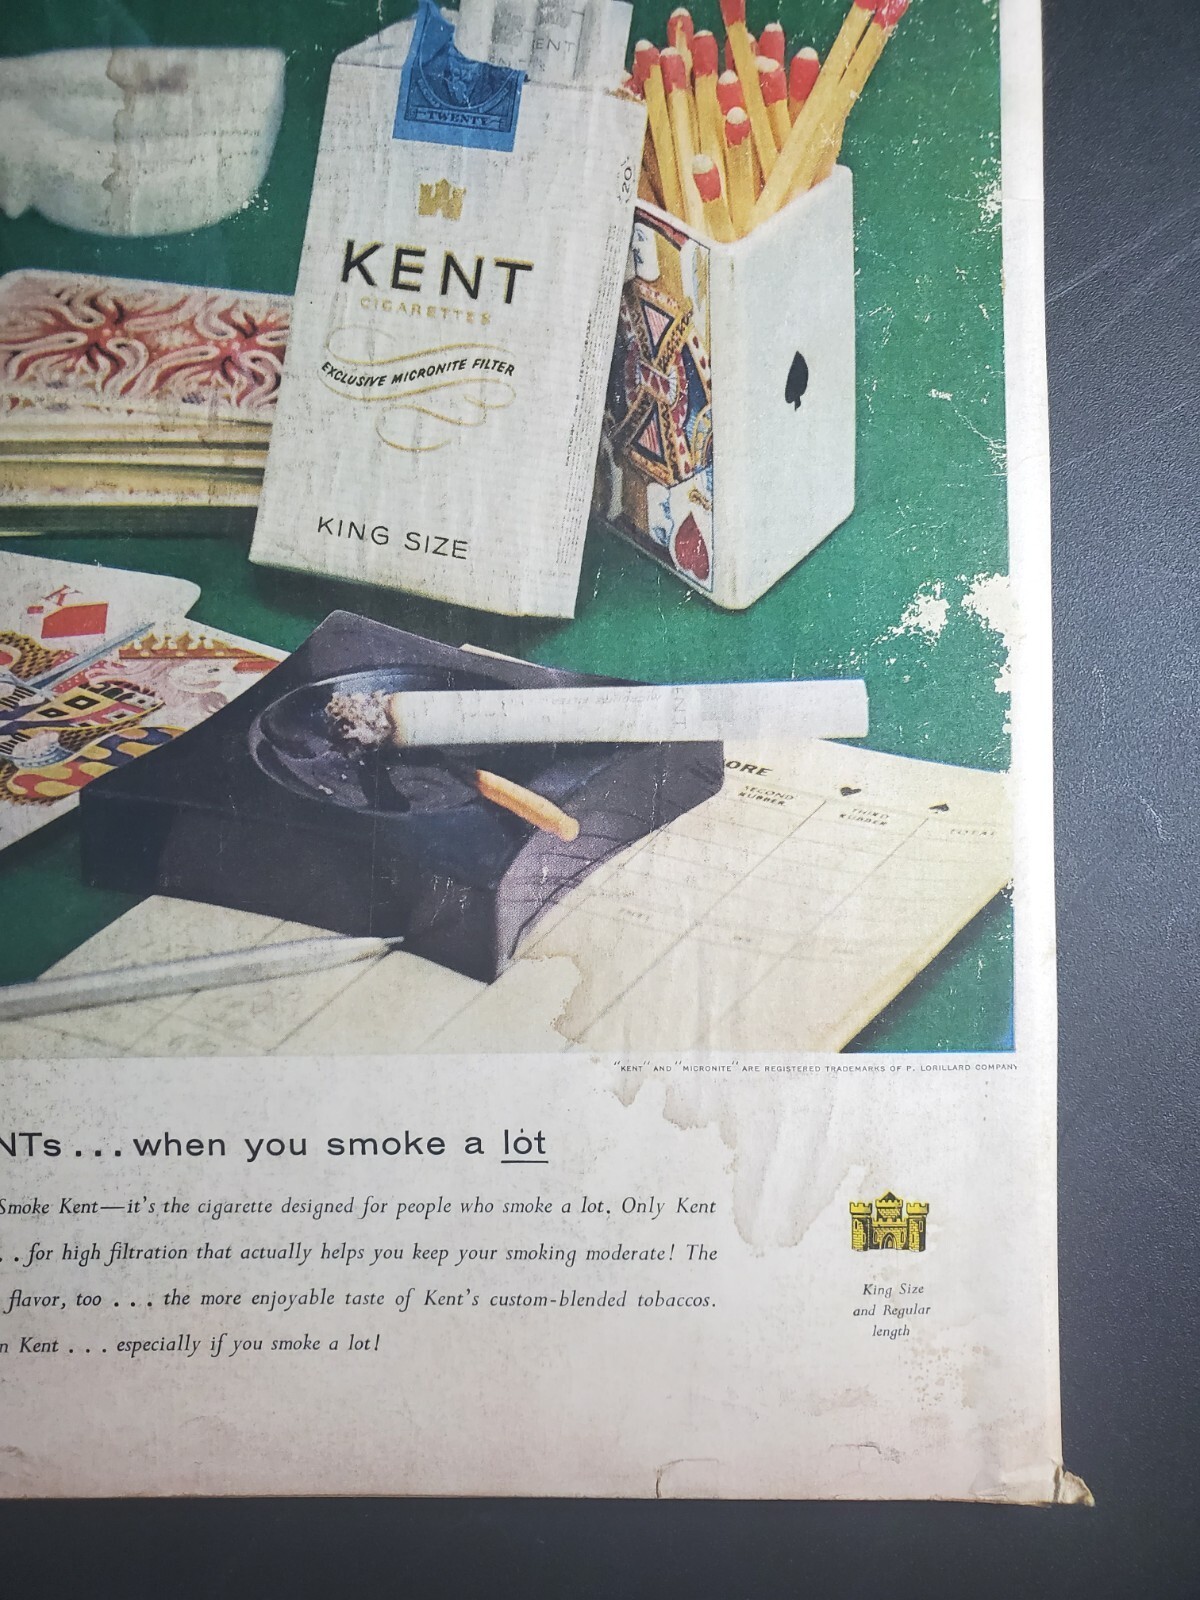 ENT
TWENTY
"20"
KENT
CIGARETTES
EXCLUSIVE MICRONITE FILTER
KING SIZE
K
ORE
SECOND RUBBER
THIRD RUBBER
TOTAL
"KENT" AND "MICRONITE" ARE REGISTERED TRADEMARKS OF P. LORILLARD COMPANY
NTs...when you smoke a lot
Smoke Kent—it's the cigarette designed for people who smoke a lot. Only Kent
. . for high filtration that actually helps you keep your smoking moderate! The
flavor, too . . . the more enjoyable taste of Kent's custom-blended tobaccos.
n Kent . . . especially if you smoke a lot!
King Size
and Regular
length